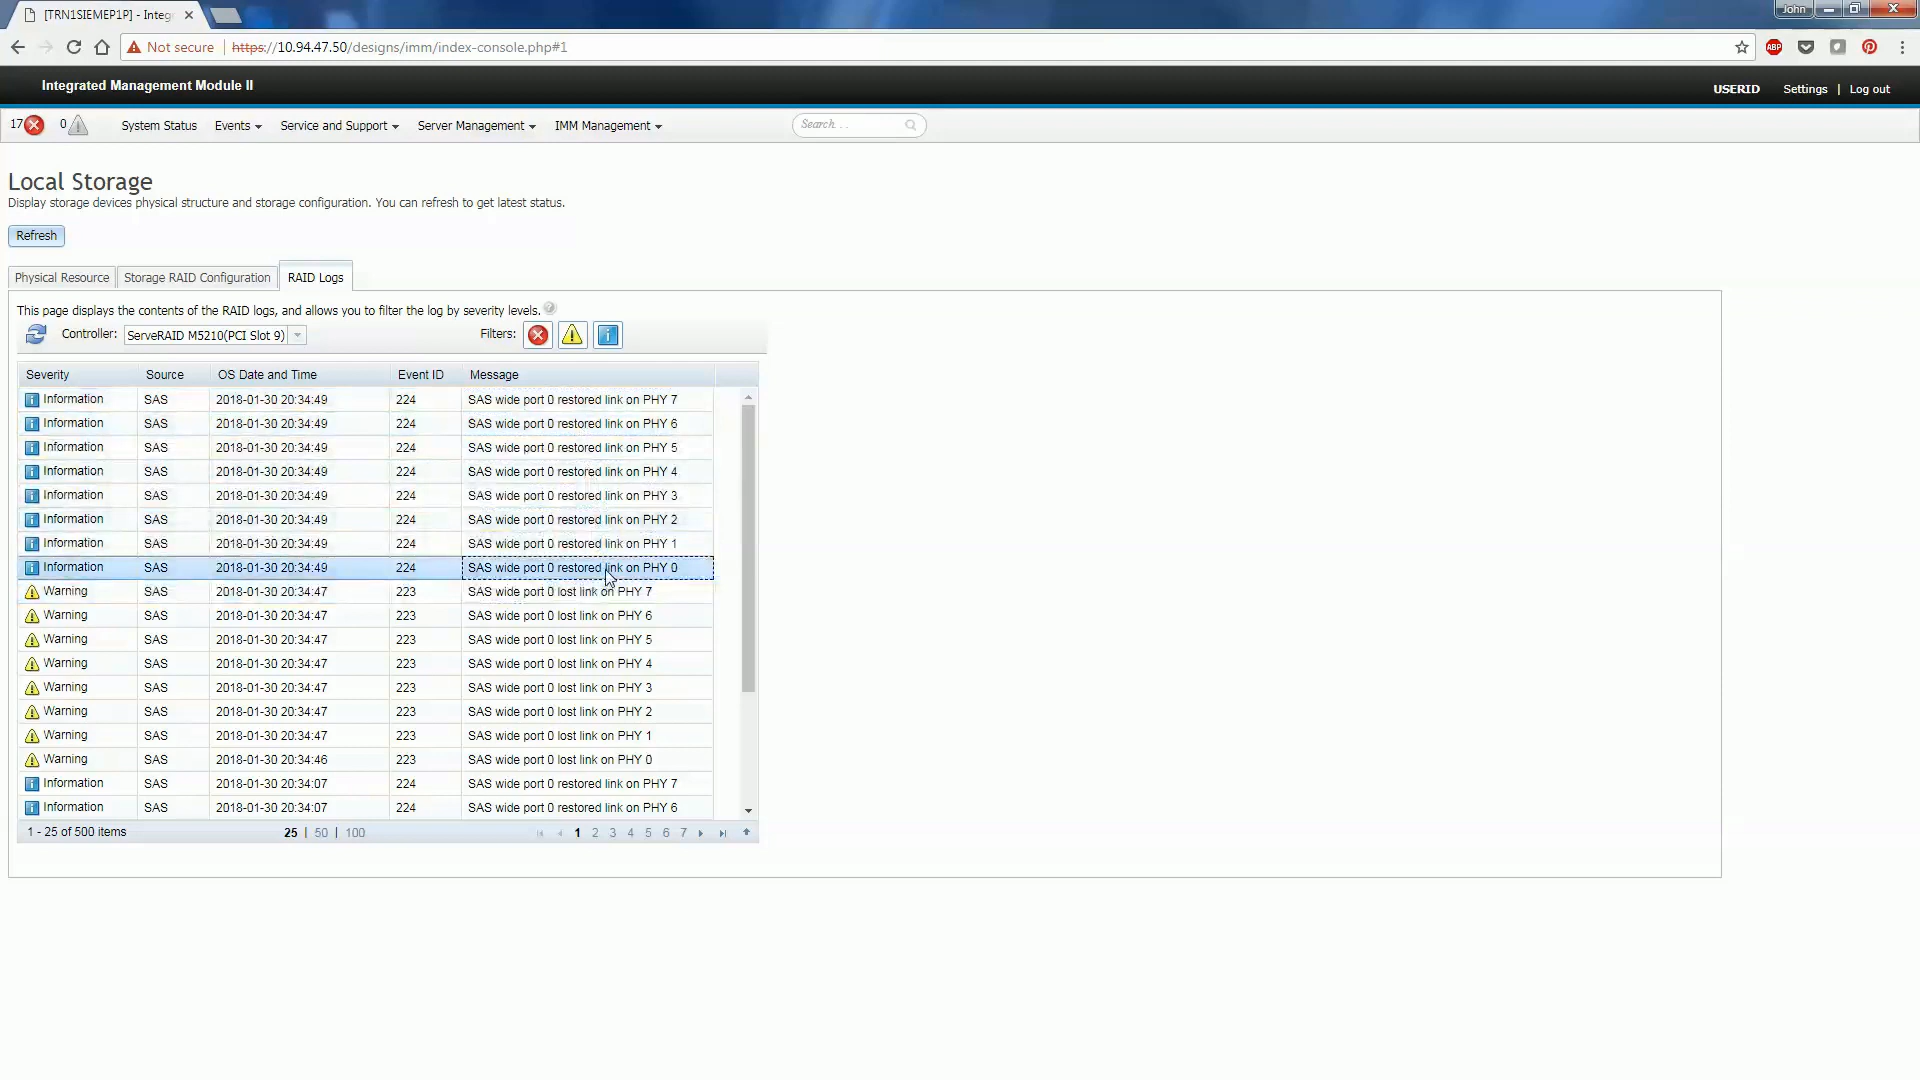 [TRN1SIEMEP1P] - Integ
John
Not secure | https://10.94.47.50/designs/imm/index-console.php#1
ABP
Integrated Management Module II
USERID Settings | Log out
17 0 System Status Events Service and Support Server Management IMM Management Search. . .
Local Storage
Display storage devices physical structure and storage configuration. You can refresh to get latest status.
Refresh
Physical Resource Storage RAID Configuration RAID Logs
This page displays the contents of the RAID logs, and allows you to filter the log by severity levels. ?
Controller: ServeRAID M5210(PCI Slot 9) Filters:
Severity Source OS Date and Time Event ID Message
Information SAS 2018-01-30 20:34:49 224 SAS wide port 0 restored link on PHY 7
Information SAS 2018-01-30 20:34:49 224 SAS wide port 0 restored link on PHY 6
Information SAS 2018-01-30 20:34:49 224 SAS wide port 0 restored link on PHY 5
Information SAS 2018-01-30 20:34:49 224 SAS wide port 0 restored link on PHY 4
Information SAS 2018-01-30 20:34:49 224 SAS wide port 0 restored link on PHY 3
Information SAS 2018-01-30 20:34:49 224 SAS wide port 0 restored link on PHY 2
Information SAS 2018-01-30 20:34:49 224 SAS wide port 0 restored link on PHY 1
Information SAS 2018-01-30 20:34:49 224 SAS wide port 0 restored link on PHY 0
Warning SAS 2018-01-30 20:34:47 223 SAS wide port 0 lost link on PHY 7
Warning SAS 2018-01-30 20:34:47 223 SAS wide port 0 lost link on PHY 6
Warning SAS 2018-01-30 20:34:47 223 SAS wide port 0 lost link on PHY 5
Warning SAS 2018-01-30 20:34:47 223 SAS wide port 0 lost link on PHY 4
Warning SAS 2018-01-30 20:34:47 223 SAS wide port 0 lost link on PHY 3
Warning SAS 2018-01-30 20:34:47 223 SAS wide port 0 lost link on PHY 2
Warning SAS 2018-01-30 20:34:47 223 SAS wide port 0 lost link on PHY 1
Warning SAS 2018-01-30 20:34:46 223 SAS wide port 0 lost link on PHY 0
Information SAS 2018-01-30 20:34:07 224 SAS wide port 0 restored link on PHY 7
Information SAS 2018-01-30 20:34:07 224 SAS wide port 0 restored link on PHY 6
1 - 25 of 500 items 25 | 50 | 100 1 2 3 4 5 6 7